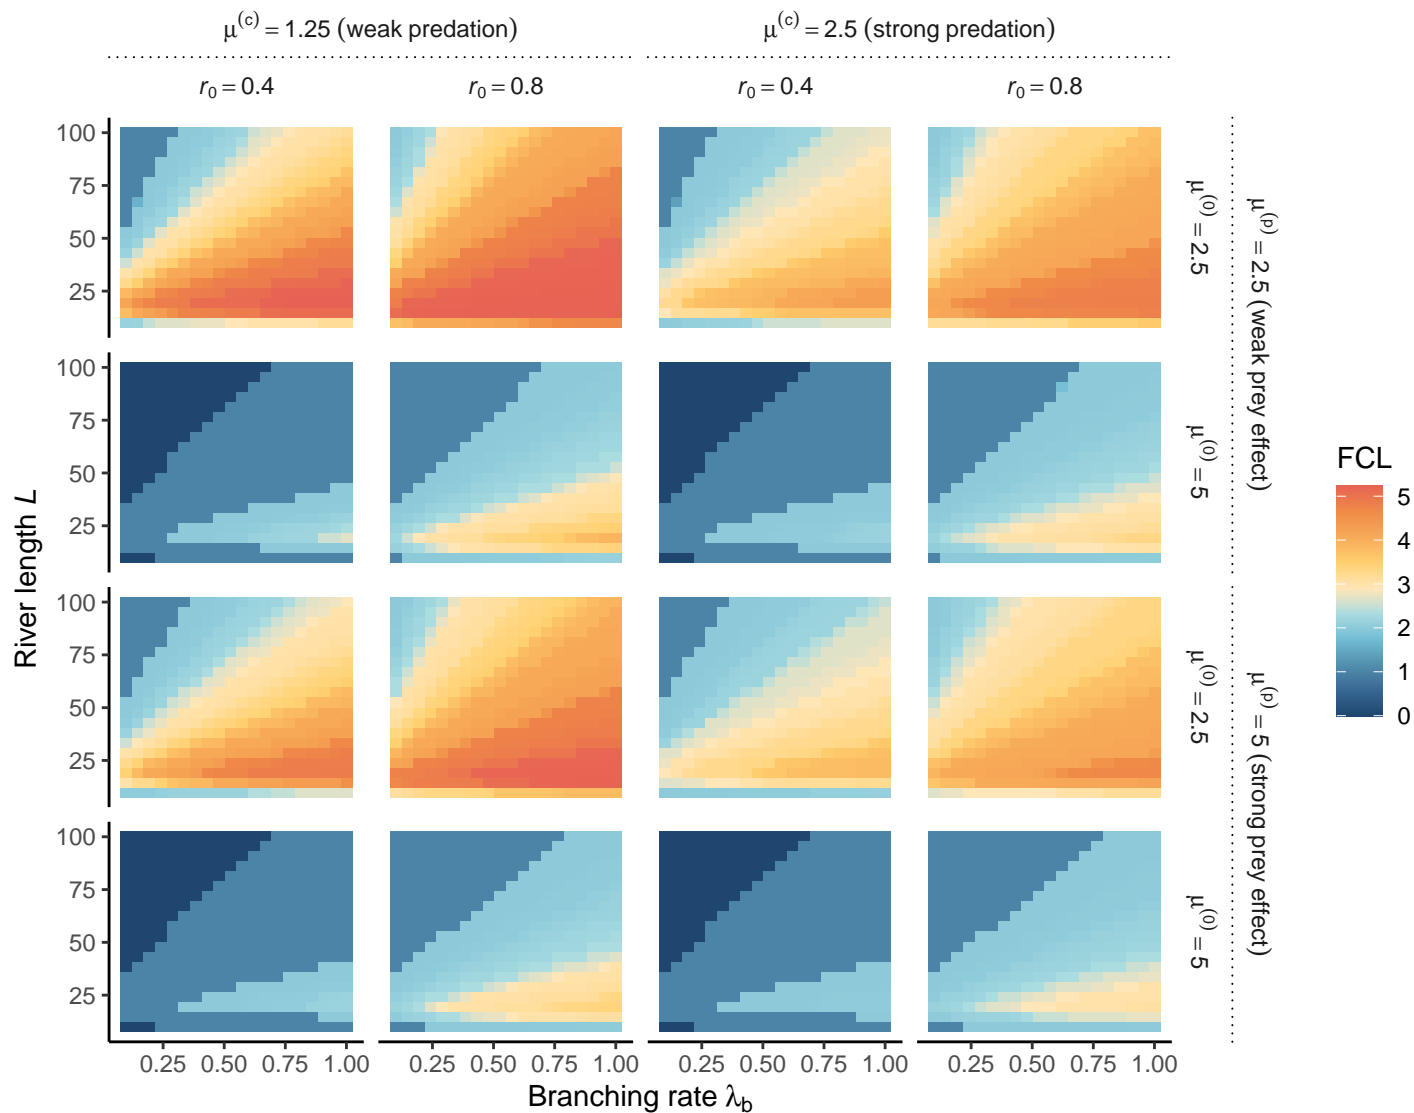 μ(c) = 1.25 (weak predation) μ(c) = 2.5 (strong predation)
r0 = 0.4 r0 = 0.8 r0 = 0.4 r0 = 0.8
100
75
50
25
μ(0) = 2.5
100
75
50
25
μ(0) = 5
μ(p) = 2.5 (weak prey effect)
100
75
50
25
μ(0) = 2.5
100
75
50
25
μ(0) = 5
μ(p) = 5 (strong prey effect)
River length L
0.25 0.50 0.75 1.00 0.25 0.50 0.75 1.00 0.25 0.50 0.75 1.00 0.25 0.50 0.75 1.00
Branching rate λb
FCL
5
4
3
2
1
0